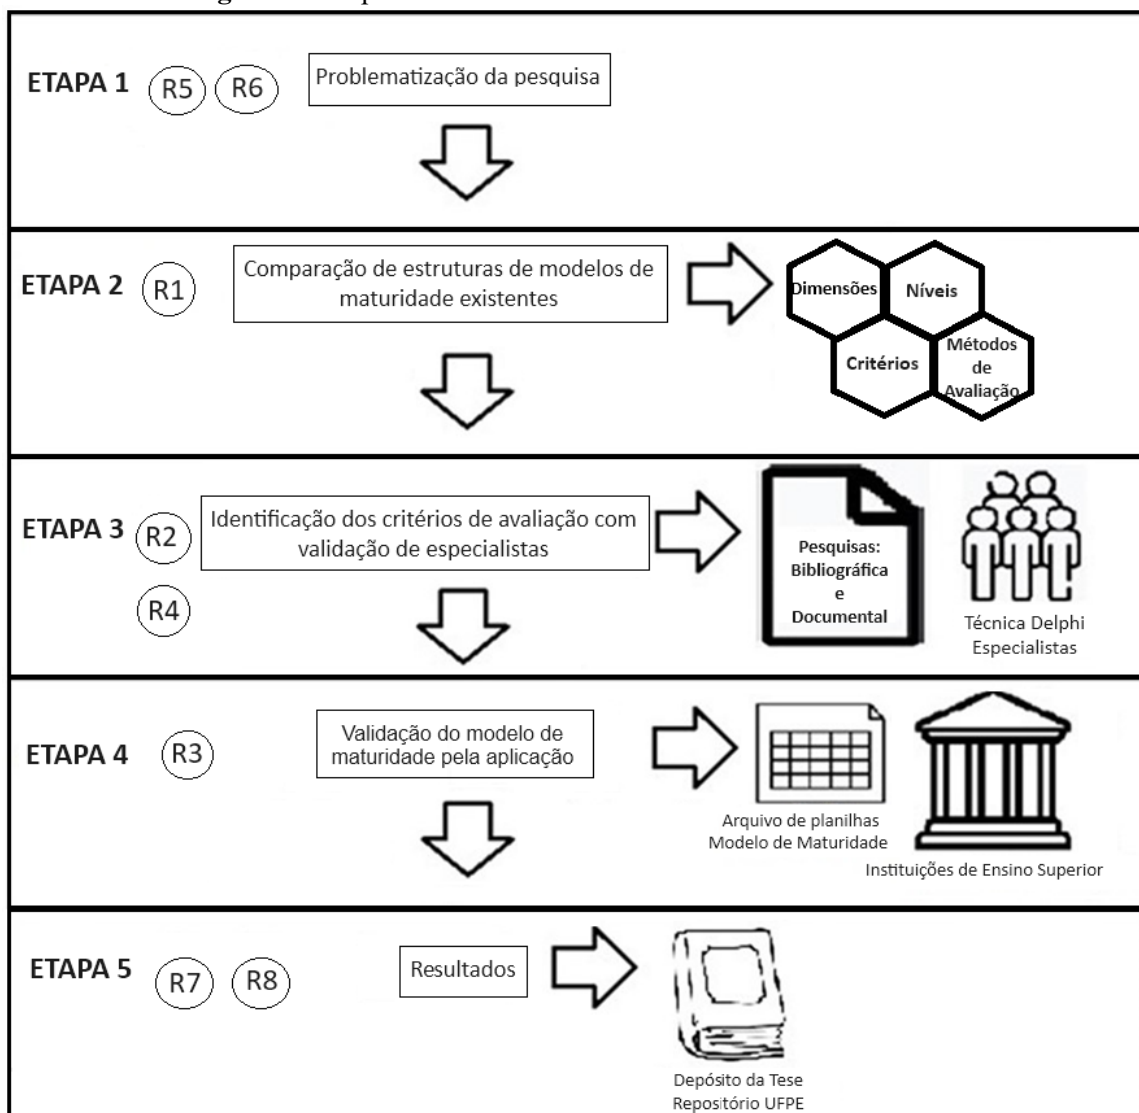 ETAPA 1
R5
R6
Problematização da pesquisa
ETAPA 2
R1
Comparação de estruturas de modelos de
maturidade existentes
Dimensões
Níveis
Critérios
Métodos
de
Avaliação
ETAPA 3
R2
R4
Identificação dos critérios de avaliação com
validação de especialistas
Pesquisas:
Bibliográfica
e
Documental
Técnica Delphi
Especialistas
ETAPA 4
R3
Validação do modelo de
maturidade pela aplicação
Arquivo de planilhas
Modelo de Maturidade
Instituições de Ensino Superior
ETAPA 5
R7
R8
Resultados
Depósito da Tese
Repositório UFPE